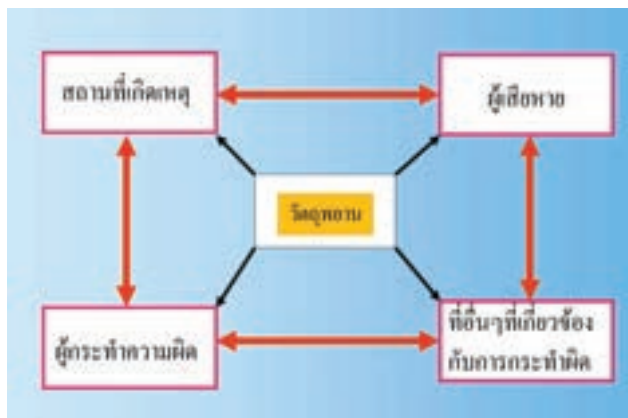 สถานที่เกิดเหตุ
ผู้เสียหาย
วัตถุพยาน
ผู้กระทำความผิด
ที่อื่นๆที่เกี่ยวข้อง
กับการกระทำผิด